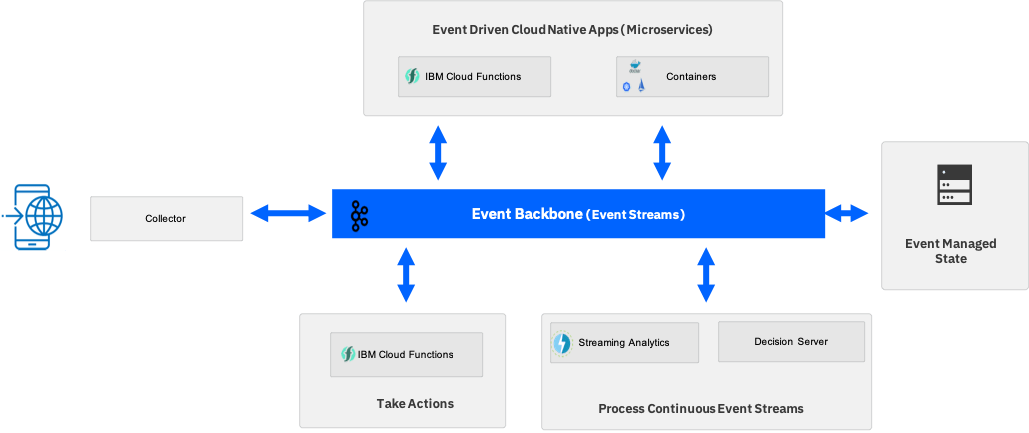 Event Driven Cloud Native Apps (Microservices)
IBM Cloud Functions
Containers
Collector
Event Backbone (Event Streams)
Event Managed
State
IBM Cloud Functions
Take Actions
Streaming Analytics
Decision Server
Process Continuous Event Streams